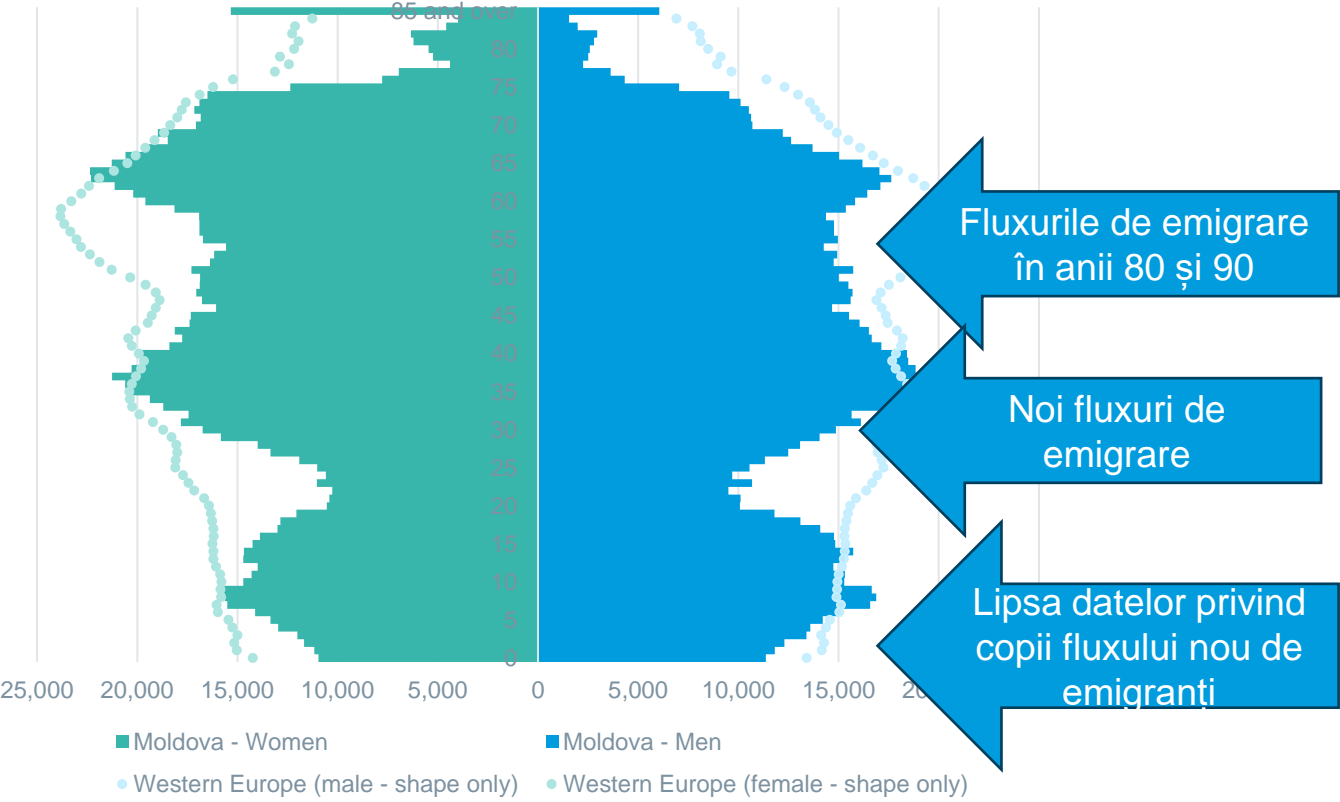 85 and over
80
75
70
65
60
55
50
45
40
35
30
25
20
15
10
5
0
Fluxurile de emigrare
în anii 80 și 90
Noi fluxuri de
emigrare
Lipsa datelor privind
copii fluxului nou de
emigranți
25,000 20,000 15,000 10,000 5,000 0 5,000 10,000 15,000
Moldova - Women
Moldova - Men
Western Europe (male - shape only)
Western Europe (female - shape only)